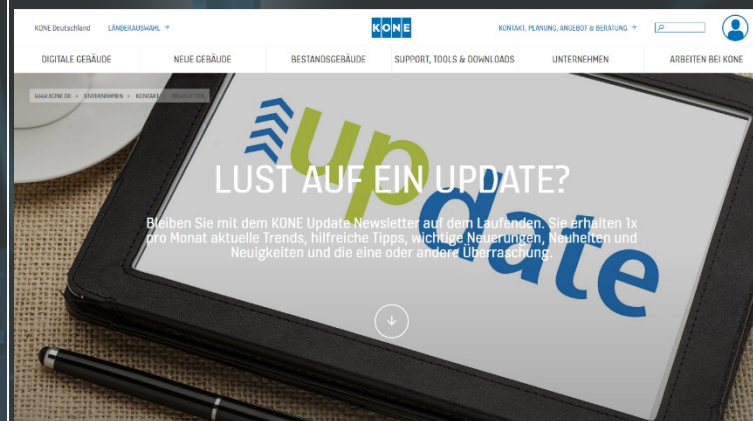 KONE Deutschland LÄNDERAUSWAHL →
KONE
KONTAKT, PLANUNG, ANGEBOT & BERATUNG →
DIGITALE GEBÄUDE NEUE GEBÄUDE BESTANDSGEBÄUDE SUPPORT, TOOLS & DOWNLOADS UNTERNEHMEN ARBEITEN BEI KONE
WWW.KONE.DE > UNTERNEHMEN > KONTAKT > NEWSLETTER
update
LUST AUF EIN UPDATE?
Bleiben Sie mit dem KONE Update Newsletter auf dem Laufenden. Sie erhalten 1x
pro Monat aktuelle Trends, hilfreiche Tipps, wichtige Neuerungen, Neuheiten und
Neuigkeiten und die eine oder andere Überraschung.